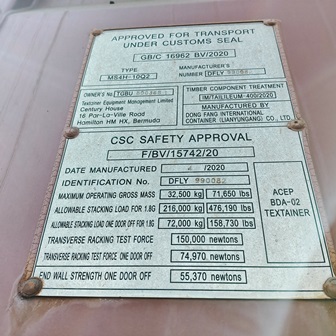 APPROVED FOR TRANSPORT
UNDER CUSTOMS SEAL
GB/C 16962 BV/2020
TYPE
MS4H-10Q2
MANUFACTURER'S
NUMBER DFLY
OWNER'S No. TGBU
Textainer Equipment Management Limited
Century House
16 Par-La-Ville Road
Hamilton HM HX, Bermuda
TIMBER COMPONENT TREATMENT
IM/TAILLEUM 400/2020
MANUFACTURED BY
DONG FANG INTERNATIONAL
CONTAINER (LIANYUNGANG) CO., LTD
CSC SAFETY APPROVAL
F/BV/15742/20
DATE MANUFACTURED /2020
IDENTIFICATION No. DFLY
MAXIMUM OPERATING GROSS MASS 32,500 kg 71,650 lbs
ALLOWABLE STACKING LOAD FOR 1.8G 216,000 kg 476,190 lbs
ALLOWABLE STACKING LOAD ONE DOOR OFF FOR 1.8G 72,000 kg 158,730 lbs
TRANSVERSE RACKING TEST FORCE 150,000 newtons
TRANSVERSE RACKING TEST FORCE ONE DOOR OFF 74,970 newtons
END WALL STRENGTH ONE DOOR OFF 55,370 newtons
ACEP
BDA-02
TEXTAINER